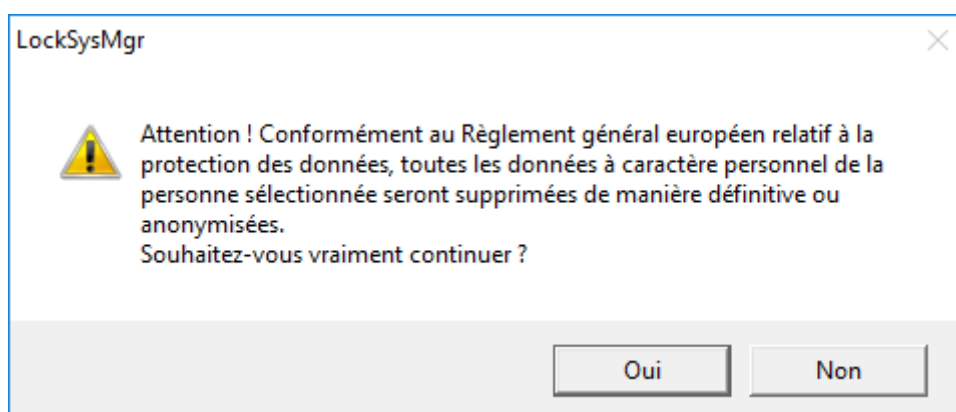 LockSysMgr
Attention ! Conformément au Règlement général européen relatif à la
protection des données, toutes les données à caractère personnel de la
personne sélectionnée seront supprimées de manière définitive ou
anonymisées.
Souhaitez-vous vraiment continuer ?
Oui
Non